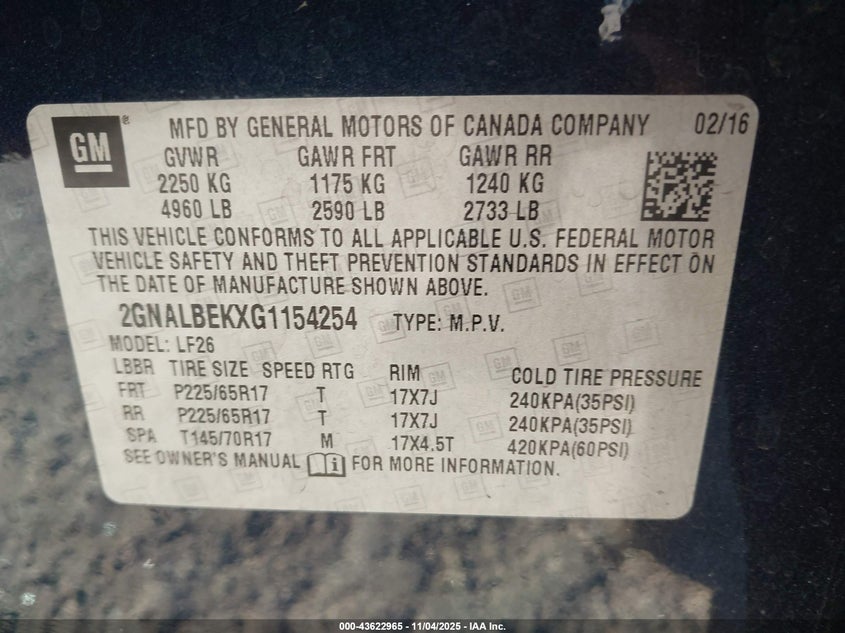 GM® MFD BY GENERAL MOTORS OF CANADA COMPANY 02/16
GVWR GAWR FRT GAWR RR
2250 KG 1175 KG 1240 KG
4960 LB 2590 LB 2733 LB
THIS VEHICLE CONFORMS TO ALL APPLICABLE U.S. FEDERAL MOTOR
VEHICLE SAFETY AND THEFT PREVENTION STANDARDS IN EFFECT ON
THE DATE OF MANUFACTURE SHOWN ABOVE.
2GNALBEKXG1154254 TYPE: M.P.V.
MODEL: LF26
LBBR TIRE SIZE SPEED RTG RIM COLD TIRE PRESSURE
FRT P225/65R17 T 17X7J 240KPA(35PSI)
RR P225/65R17 T 17X7J 240KPA(35PSI)
SPA T145/70R17 M 17X4.5T 420KPA(60PSI)
SEE OWNER'S MANUAL FOR MORE INFORMATION.
000-43622965 - 11/04/2025 - IAA Inc.